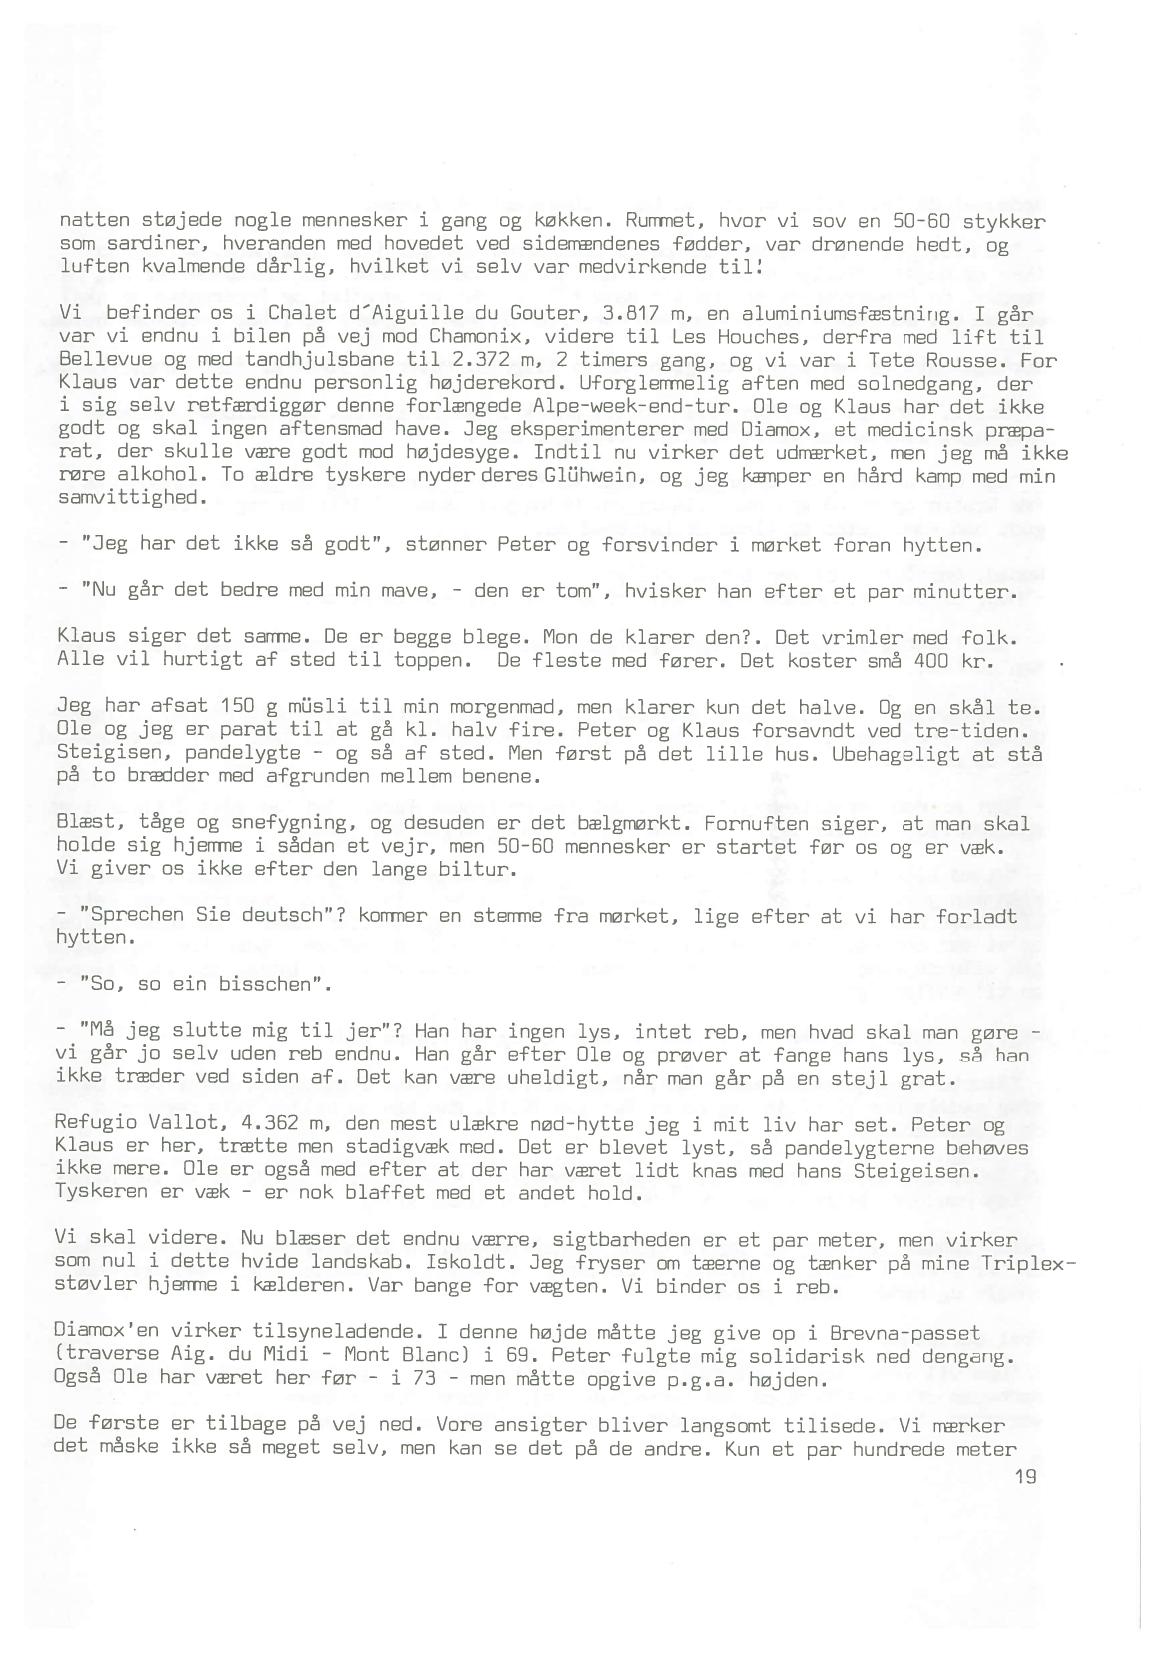 natten støjede nogle mennesker i gang og køkken. Rummet, hvor vi sov en 50-60 stykker
som sardiner, hveranden med hovedet ved sidemændenes fødder, var drønende hedt, og
luften kvalmende dårlig, hvilket vi selv var medvirkende til!
Vi befinder os i Chalet d´Aiguille du Gouter, 3.817 m, en aluminiumsfæstning. I går
var vi endnu i bilen på vej mod Chamonix, videre til Les Houches, derfra med lift til
Bellevue og med tandhjulsbane til 2.372 m, 2 timers gang, og vi var i Tete Rousse. For
Klaus var dette endnu personlig højderekord. Uforglemmelig aften med solnedgang, der
i sig selv retfærdiggør denne forlængede Alpe-week-end-tur. Ole og Klaus har det ikke
godt og skal ingen aftensmad have. Jeg eksperimenterer med Diamox, et medicinsk præpa-
rat, der skulle være godt mod højdesyge. Indtil nu virker det udmærket, men jeg må ikke
røre alkohol. To ældre tyskere nyder deres Glühwein, og jeg kæmper en hård kamp med min
samvittighed.
- "Jeg har det ikke så godt", stønner Peter og forsvinder i mørket foran hytten.
- "Nu går det bedre med min mave, - den er tom", hvisker han efter et par minutter.
Klaus siger det samme. De er begge blege. Mon de klarer den?. Det vrimler med folk.
Alle vil hurtigt af sted til toppen. De fleste med fører. Det koster små 400 kr.
Jeg har afsat 150 g müsli til min morgenmad, men klarer kun det halve. Og en skål te.
Ole og jeg er parat til at gå kl. halv fire. Peter og Klaus forsavndt ved tre-tiden.
Steigisen, pandelygte - og så af sted. Men først på det lille hus. Ubehageligt at stå
på to brædder med afgrunden mellem benene.
Blæst, tåge og snefygning, og desuden er det bælgmørkt. Fornuften siger, at man skal
holde sig hjemme i sådan et vejr, men 50-60 mennesker er startet før os og er væk.
Vi giver os ikke efter den lange biltur.
- "Sprechen Sie deutsch"? kommer en stemme fra mørket, lige efter at vi har forladt
hytten.
- "So, so ein bisschen".
- "Må jeg slutte mig til jer"? Han har ingen lys, intet reb, men hvad skal man gøre -
vi går jo selv uden reb endnu. Han går efter Ole og prøver at fange hans lys, så han
ikke træder ved siden af. Det kan være uheldigt, når man går på en stejl grat.
Refugio Vallot, 4.362 m, den mest ulækre nød-hytte jeg i mit liv har set. Peter og
Klaus er her, trætte men stadigvæk med. Det er blevet lyst, så pandelygterne behøves
ikke mere. Ole er også med efter at der har været lidt knas med hans Steigeisen.
Tyskeren er væk - er nok blaffet med et andet hold.
Vi skal videre. Nu blæser det endnu værre, sigtbarheden er et par meter, men virker
som nul i dette hvide landskab. Iskoldt. Jeg fryser om tæerne og tænker på mine Triplex-
støvler hjemme i kælderen. Var bange for vægten. Vi binder os i reb.
Diamox'en virker tilsyneladende. I denne højde måtte jeg give op i Brevna-passet
(traverse Aig. du Midi - Mont Blanc) i 69. Peter fulgte mig solidarisk ned dengang.
Også Ole har været her før - i 73 - men måtte opgive p.g.a. højden.
De første er tilbage på vej ned. Vore ansigter bliver langsomt tilisede. Vi mærker
det måske ikke så meget selv, men kan se det på de andre. Kun et par hundrede meter
19